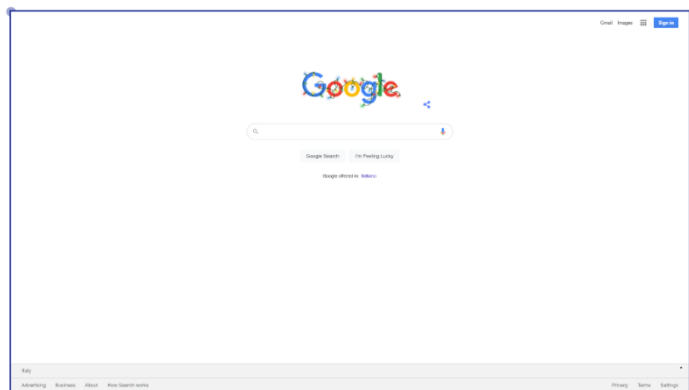 Gmail Images Sign in
Google
Google Search I'm Feeling Lucky
Google offered in: Italiano
Italy
Advertising Business About How Search works Privacy Terms Settings